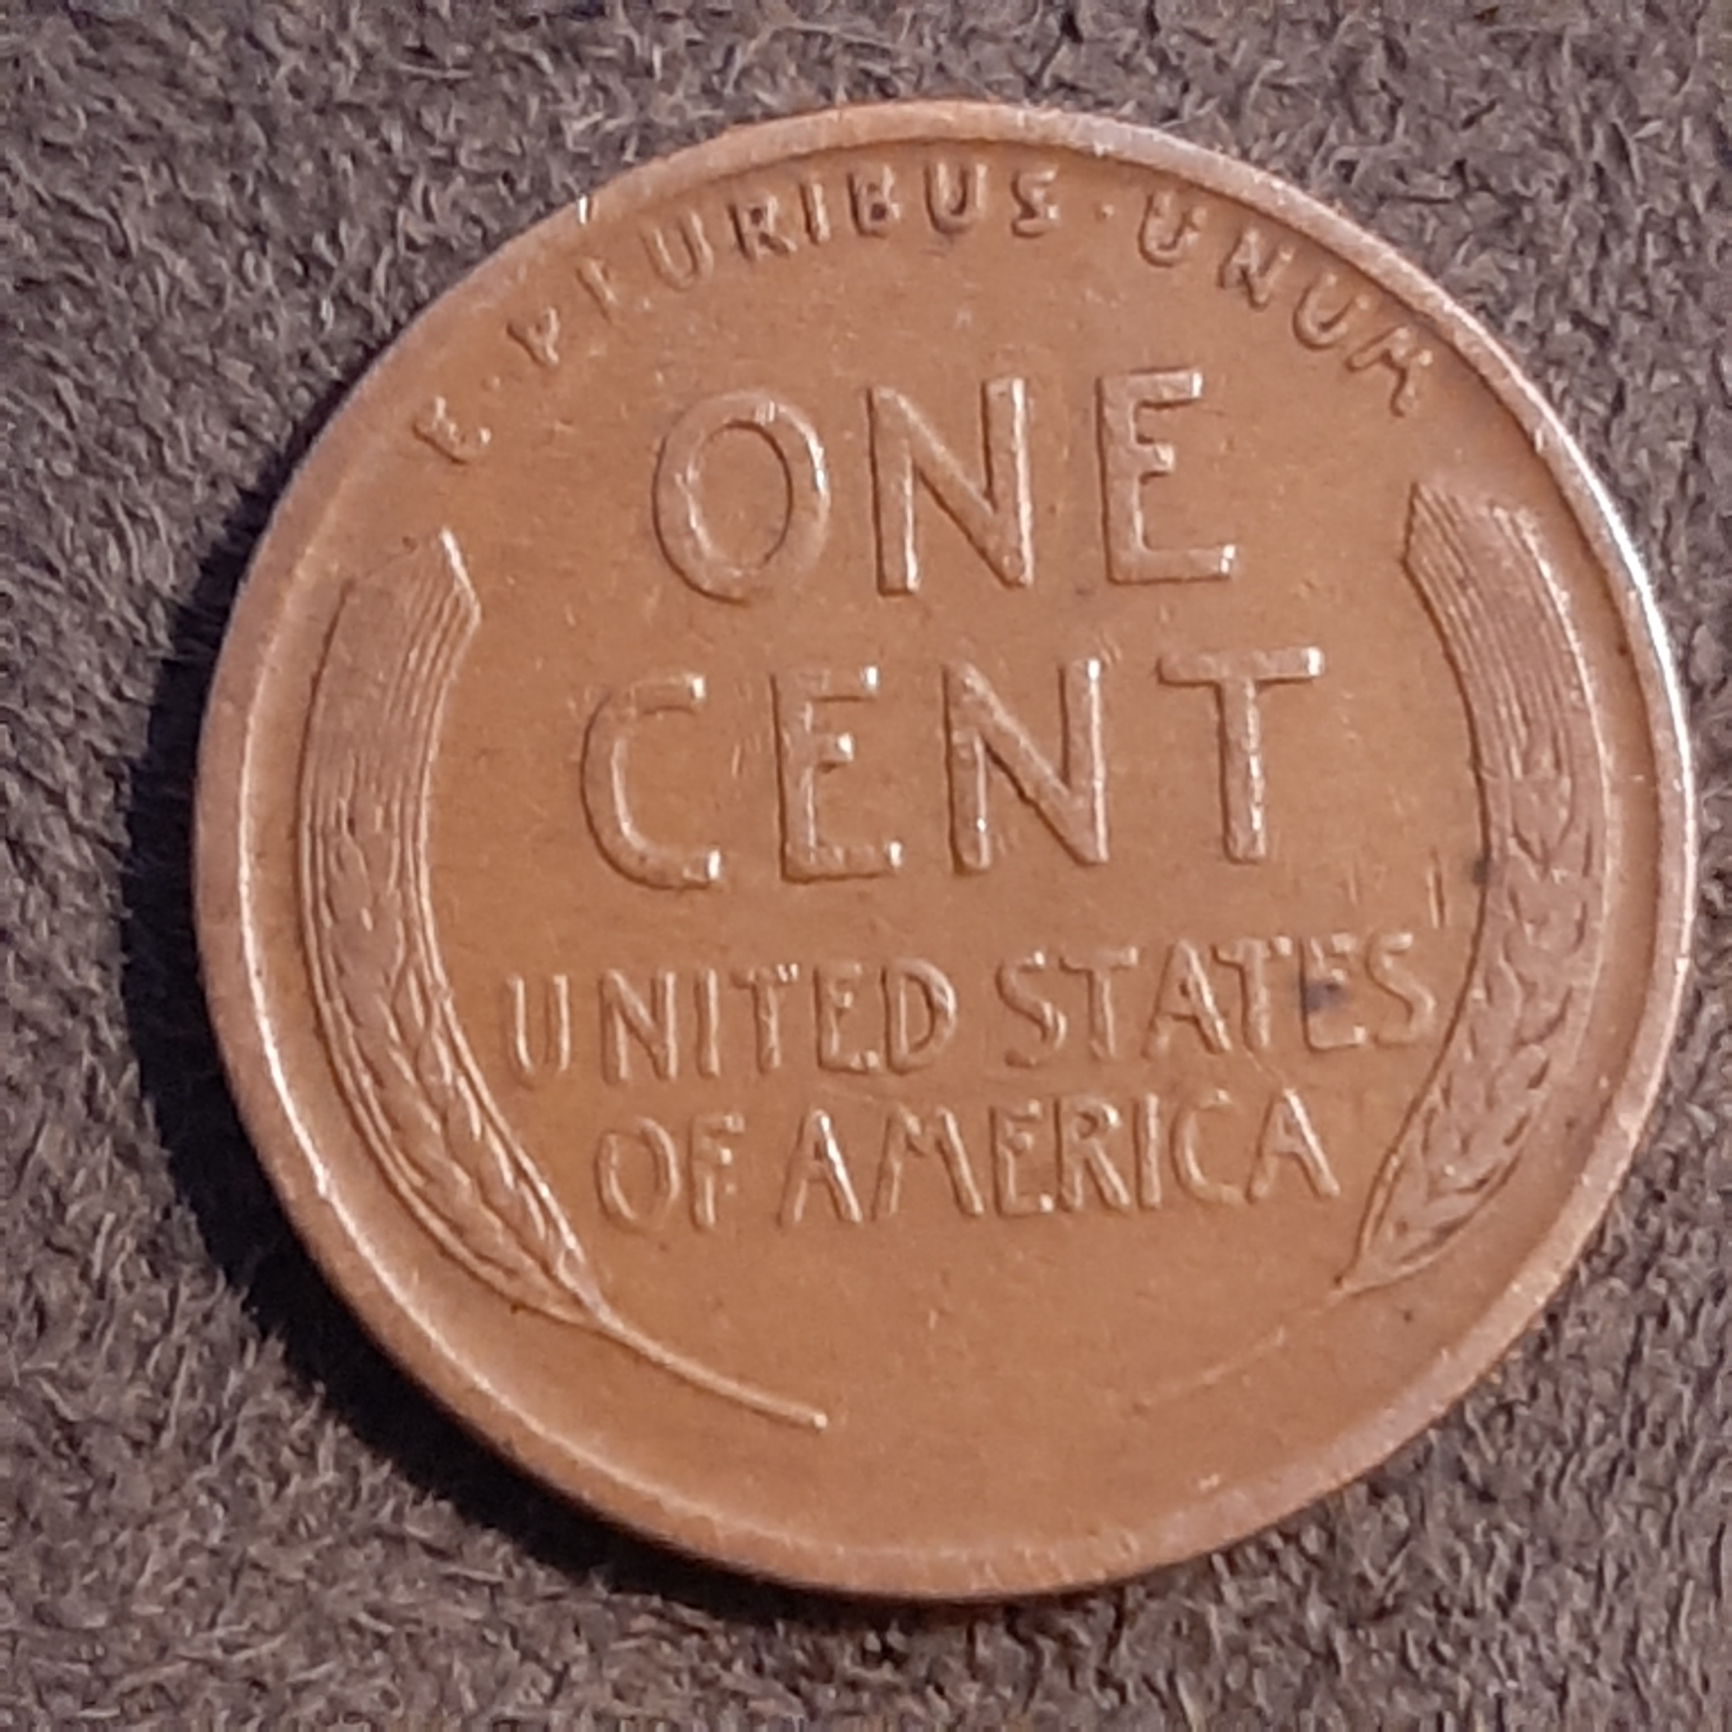 E·PLURIBUS·UNUM
ONE
CENT
UNITED STATES
OF AMERICA